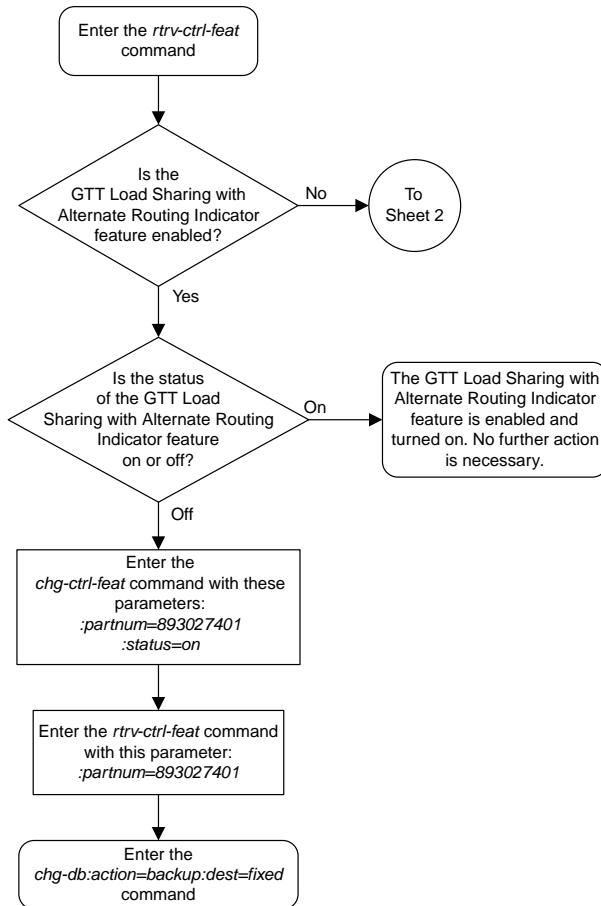 Enter the rtrv-ctrl-feat
command
Is the
GTT Load Sharing with
Alternate Routing Indicator
feature enabled?
No
To
Sheet 2
Yes
Is the status
of the GTT Load
Sharing with Alternate Routing
Indicator feature
on or off?
On
The GTT Load Sharing with
Alternate Routing Indicator
feature is enabled and
turned on. No further action
is necessary.
Off
Enter the
chg-ctrl-feat command with these
parameters:
:partnum=893027401
:status=on
Enter the rtrv-ctrl-feat command
with this parameter:
:partnum=893027401
Enter the
chg-db:action=backup:dest=fixed
command